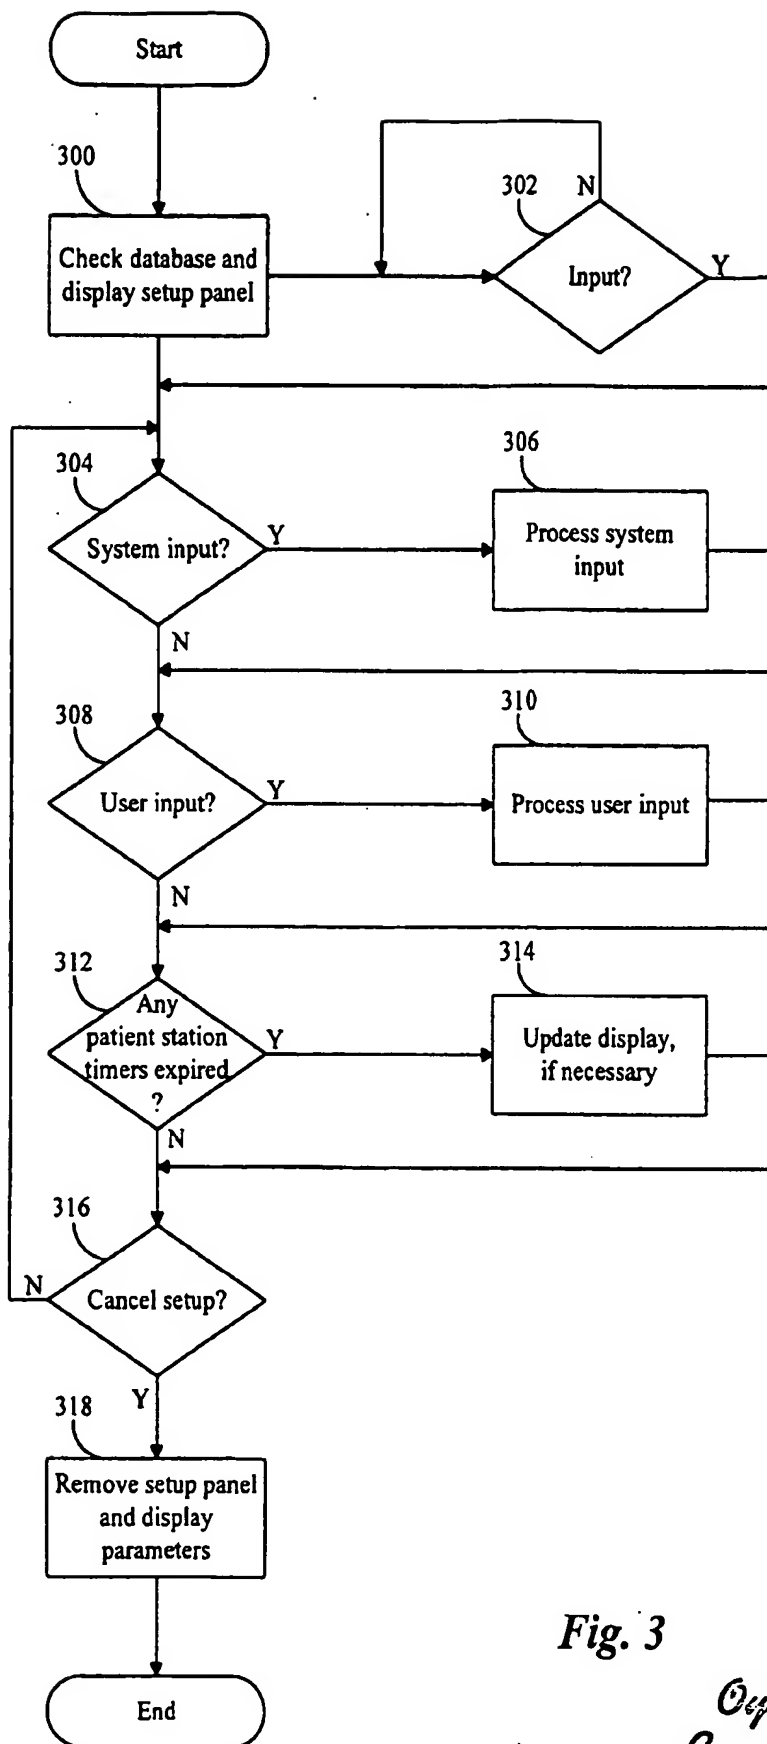 Start
300
Check database and
display setup panel
302
N
Input?
Y
304
System input?
Y
N
306
Process system
input
308
User input?
Y
N
310
Process user input
312
Any
patient station
timers expired
?
Y
N
314
Update display,
if necessary
316
N
Cancel setup?
Y
318
Remove setup panel
and display
parameters
End
Fig. 3